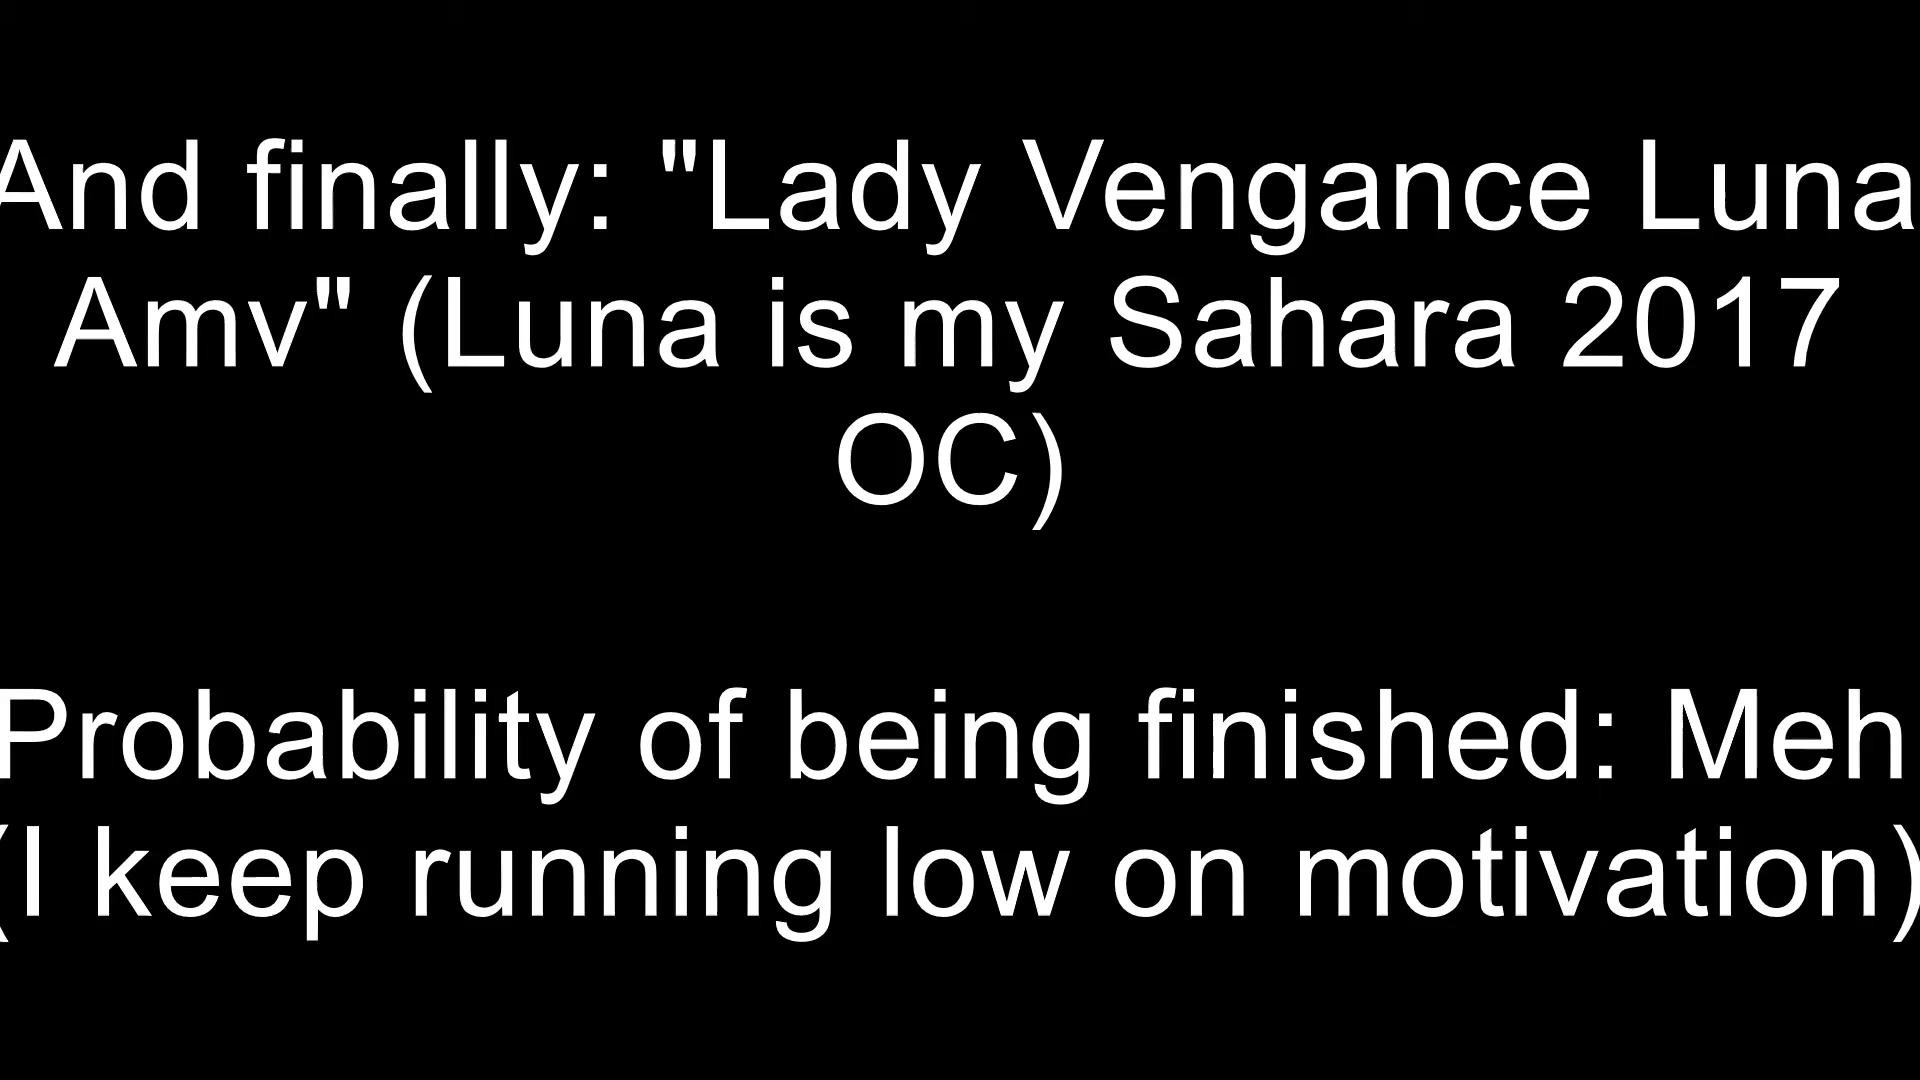 And finally: "Lady Vengance Luna
Amv" (Luna is my Sahara 2017
OC)
Probability of being finished: Meh
(I keep running low on motivation)